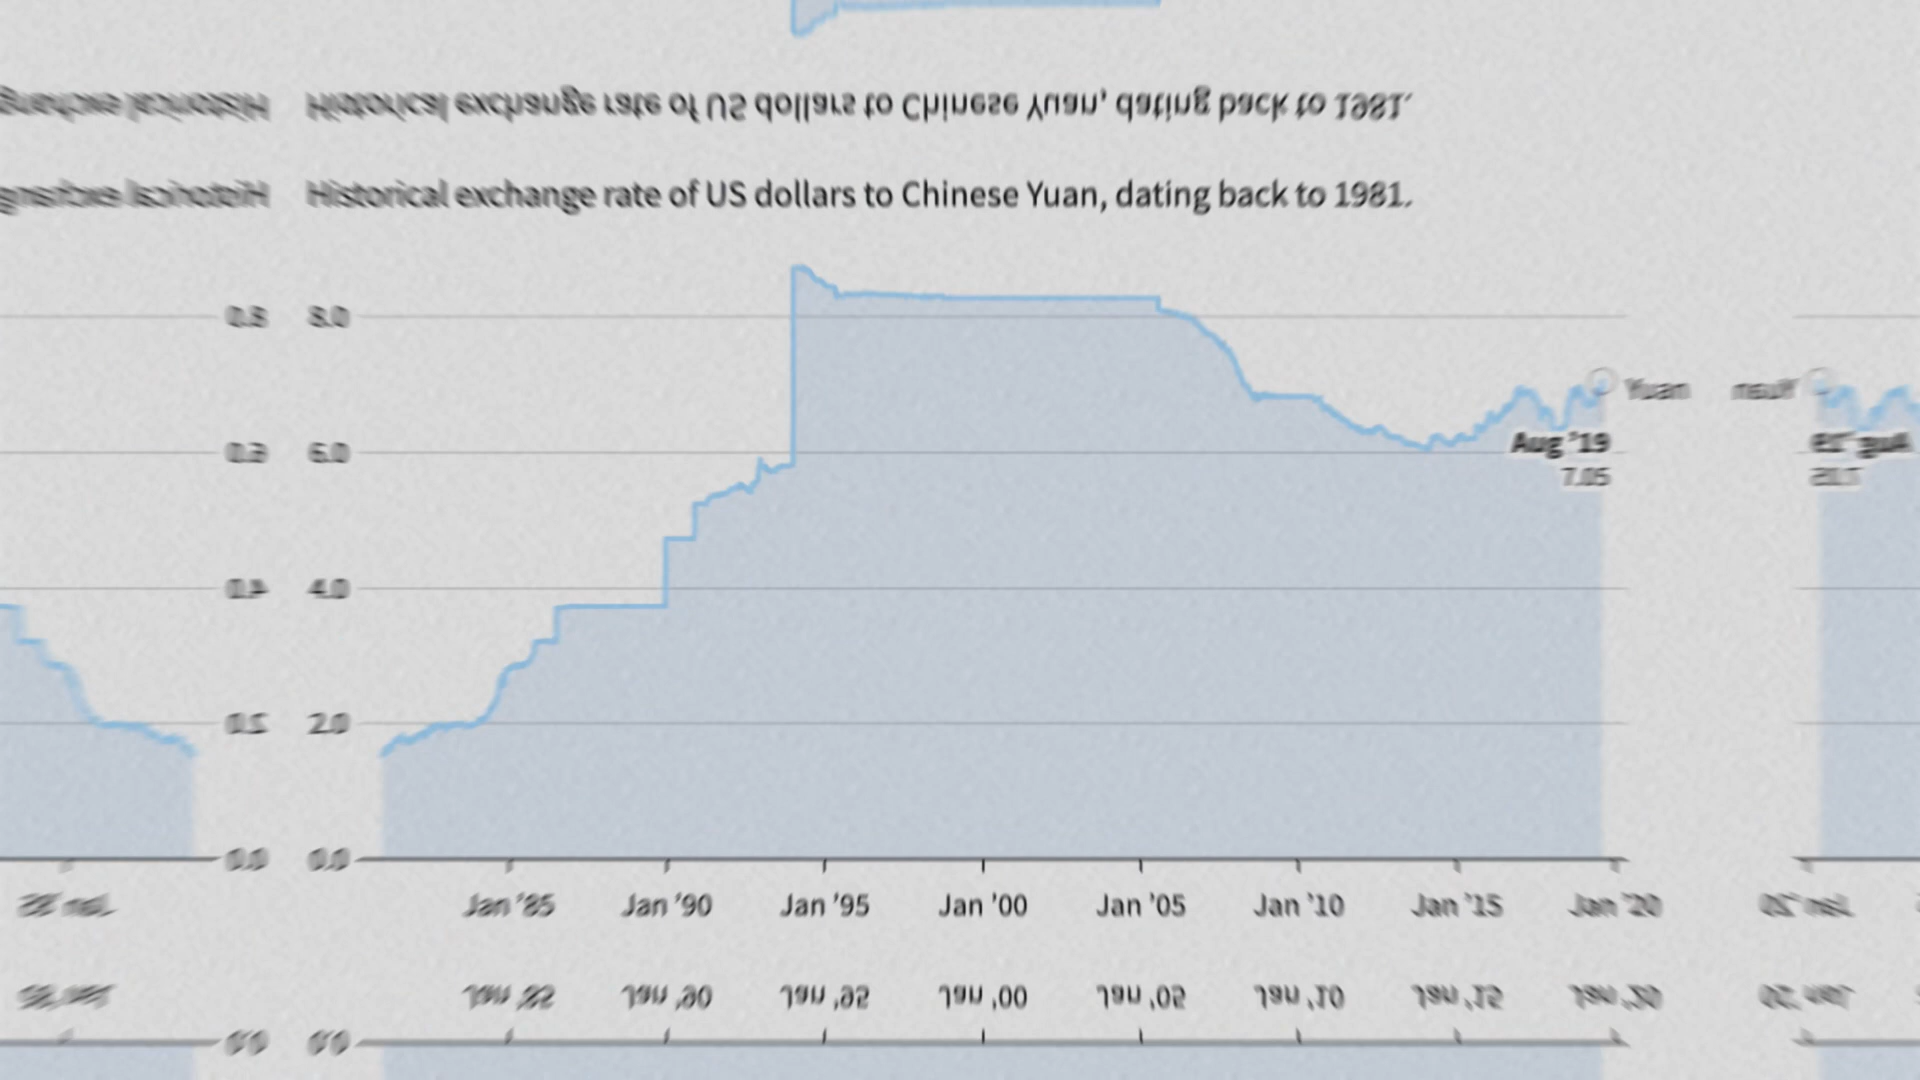 Historical exchange rate of US dollars to Chinese Yuan, dating back to 1981.
8.0
Yuan
6.0
Aug '19
7.05
4.0
2.0
0.0
Jan '85 Jan '90 Jan '95 Jan '00 Jan '05 Jan '10 Jan '15 Jan '20